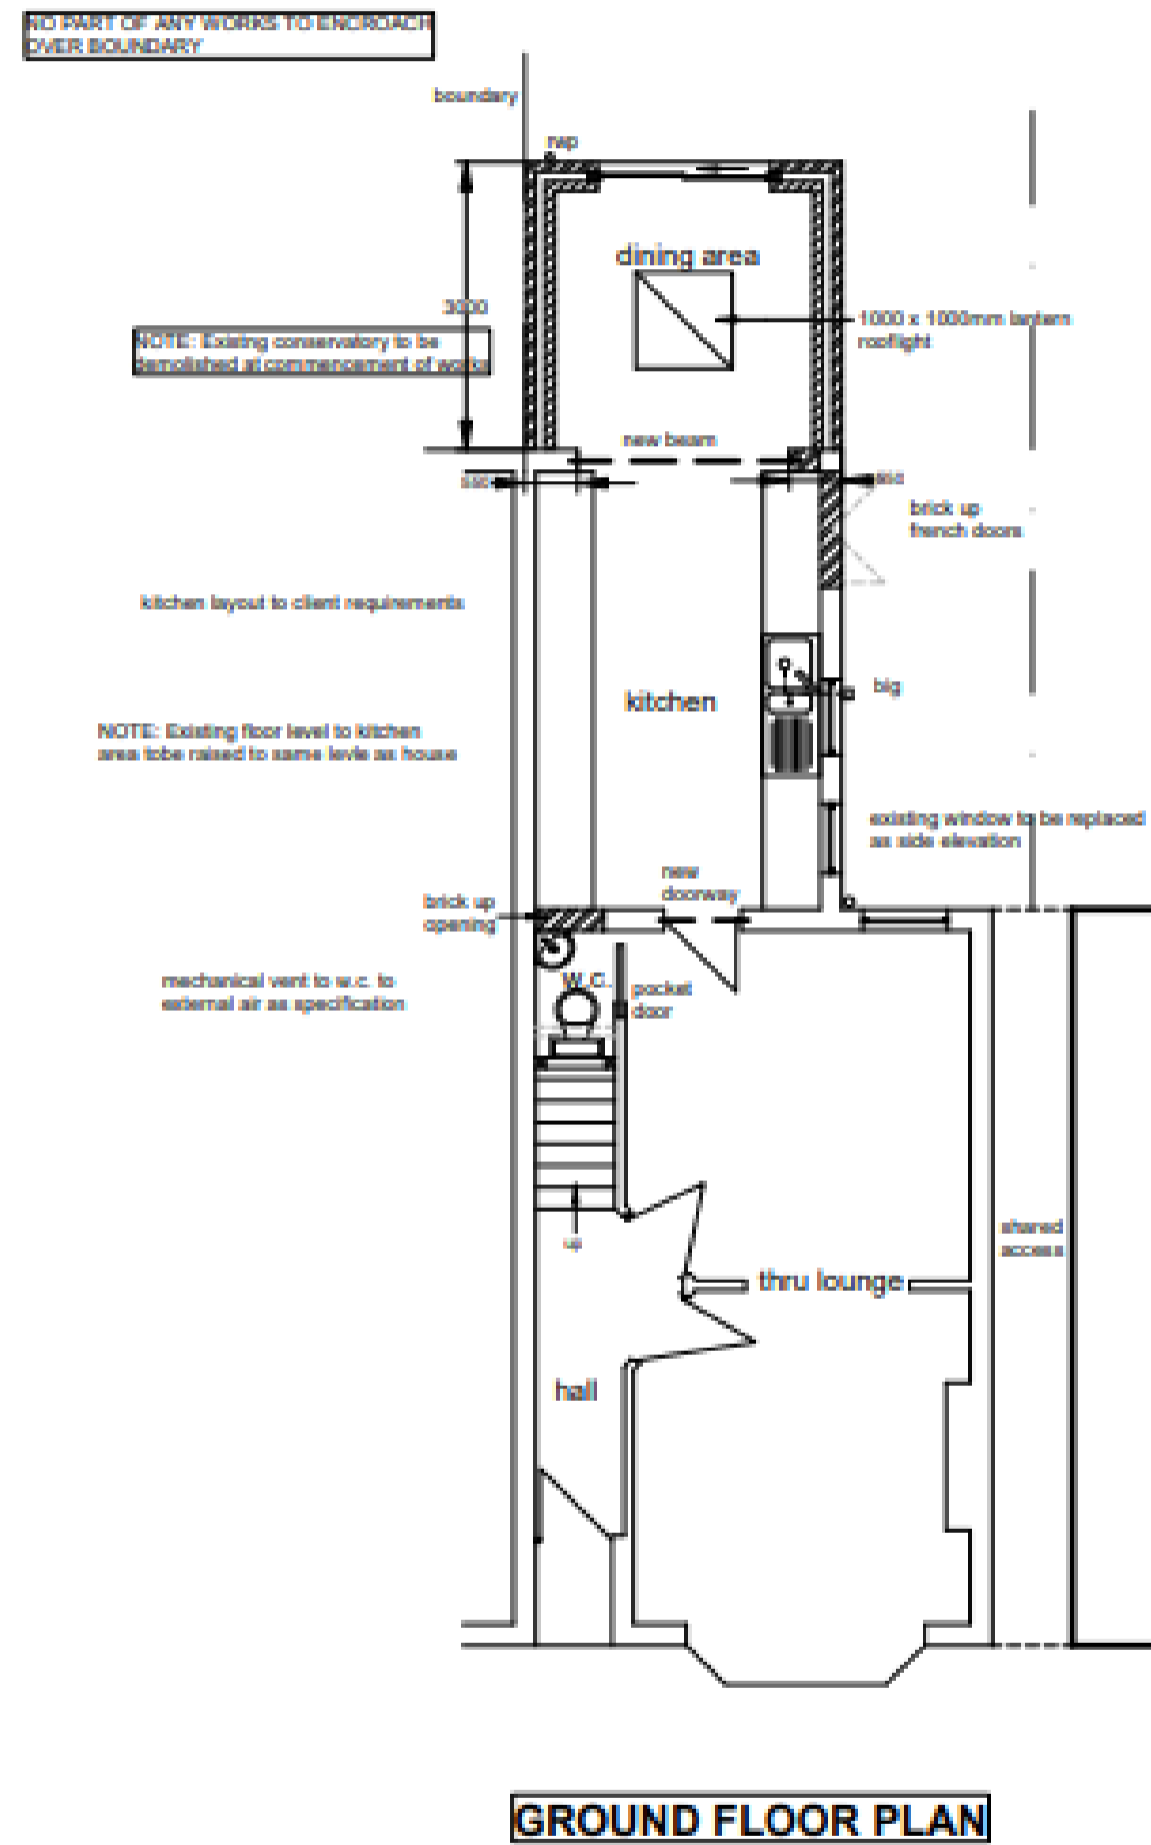 NO PART OF ANY WORKS TO ENCROACH
OVER BOUNDARY
boundary
rwp
dining area
3000
1000 x 1000mm lantern
rooflight
NOTE: Existing conservatory to be
demolished at commencement of works
new beam
brick up
french doors
kitchen layout to client requirements
kitchen
big
NOTE: Existing floor level to kitchen
area tobe raised to same levle as house
existing window to be replaced
as side elevation
new
doorway
brick up
opening
mechanical vent to w.c. to
external air as specification
W.C.
pocket
door
up
shared
access
thru lounge
hall
GROUND FLOOR PLAN